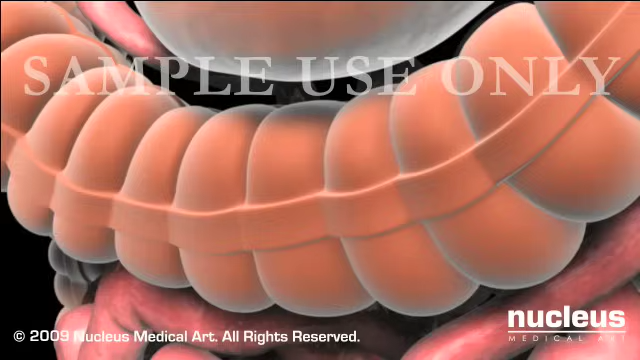 SAMPLE USE ONLY
nucleus
MEDICAL ART
© 2009 Nucleus Medical Art. All Rights Reserved.